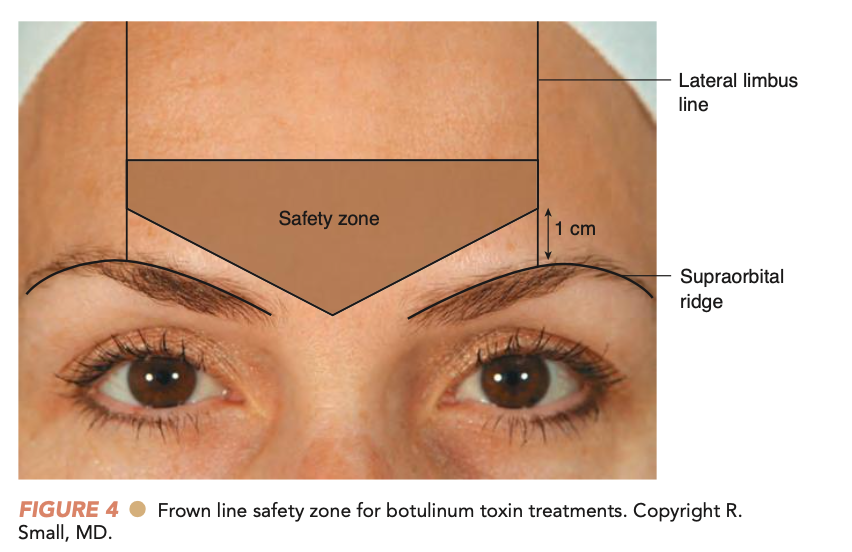 Lateral limbus
line
Safety zone
1 cm
Supraorbital
ridge
FIGURE 4 Frown line safety zone for botulinum toxin treatments. Copyright R.
Small, MD.